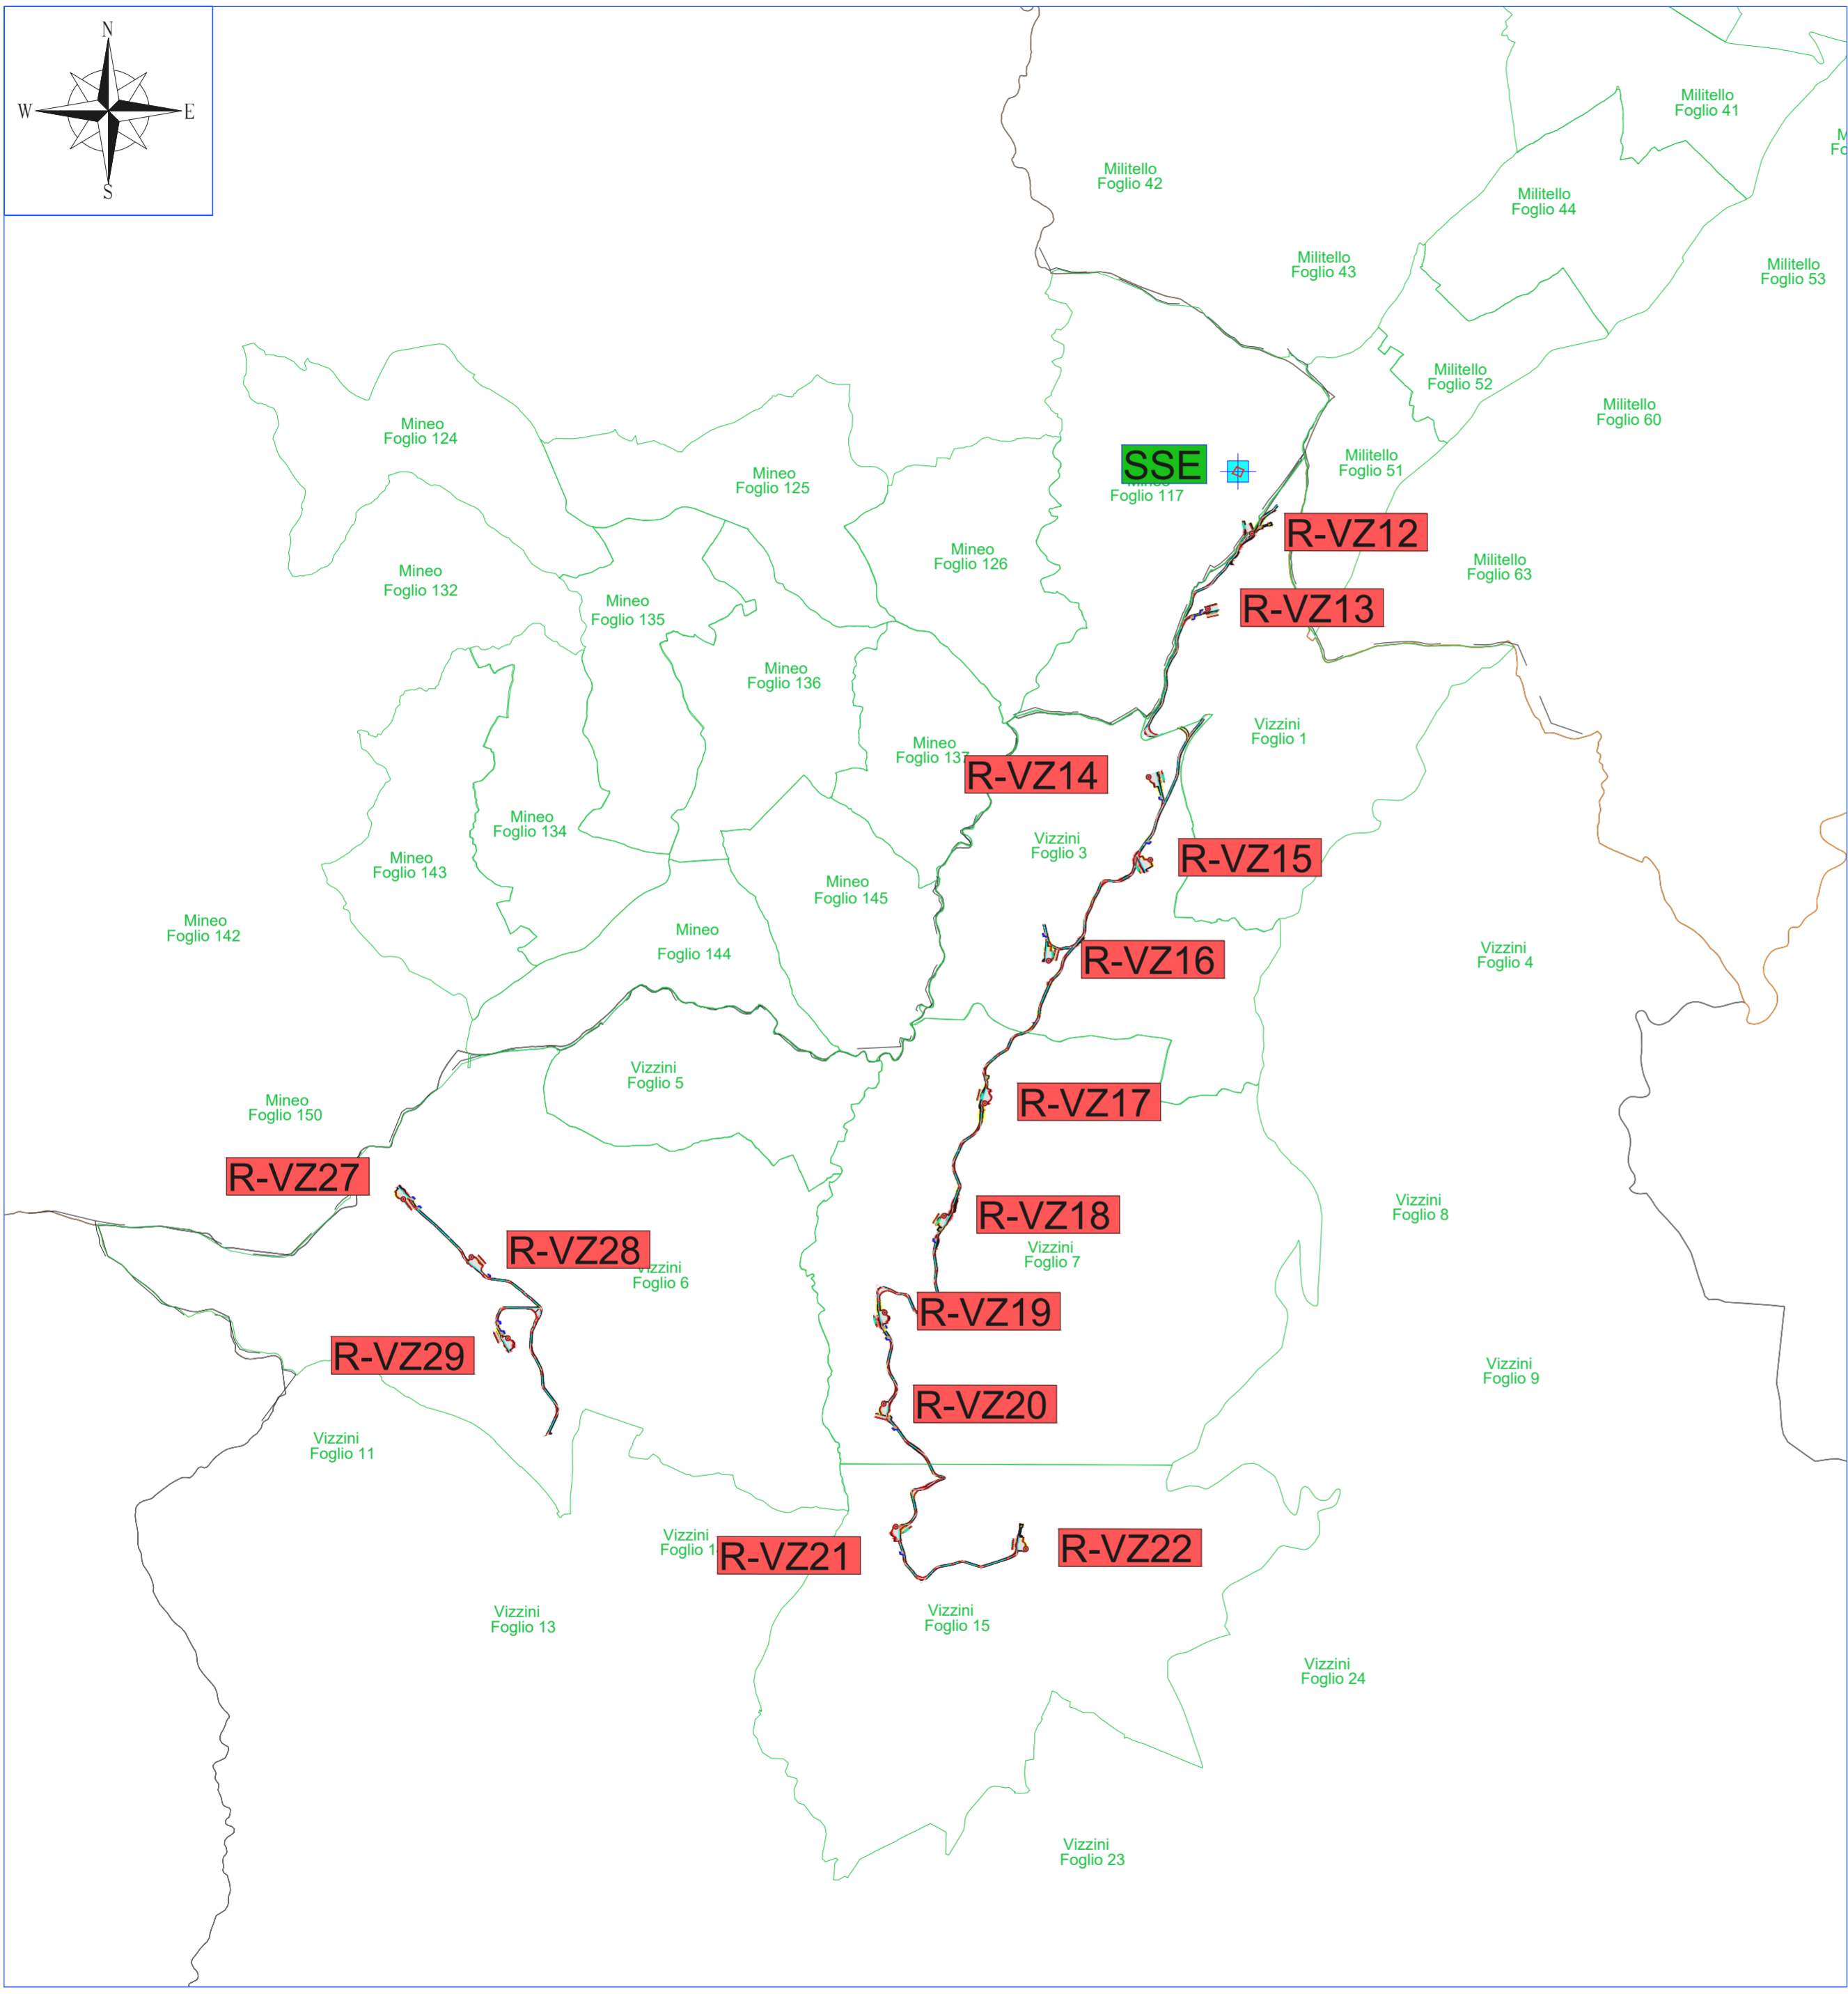 N
W
E
S
Militello
Foglio 41
M
Fo
Militello
Foglio 42
Militello
Foglio 44
Militello
Foglio 43
Militello
Foglio 53
Militello
Foglio 52
Militello
Foglio 60
Mineo
Foglio 124
Mineo
Foglio 125
SSE
Foglio 117
Militello
Foglio 51
R-VZ12
Mineo
Foglio 126
Militello
Foglio 63
Mineo
Foglio 132
Mineo
Foglio 135
R-VZ13
Mineo
Foglio 136
Vizzini
Foglio 1
Mineo
Foglio 137
R-VZ14
Mineo
Foglio 134
Vizzini
Foglio 3
R-VZ15
Mineo
Foglio 143
Mineo
Foglio 145
Mineo
Foglio 142
Mineo
Foglio 144
R-VZ16
Vizzini
Foglio 4
Vizzini
Foglio 5
Mineo
Foglio 150
R-VZ17
R-VZ27
R-VZ18
Vizzini
Foglio 8
R-VZ28
Vizzini
Foglio 6
Vizzini
Foglio 7
R-VZ19
R-VZ29
Vizzini
Foglio 9
R-VZ20
Vizzini
Foglio 11
Vizzini
Foglio 1
R-VZ21
R-VZ22
Vizzini
Foglio 13
Vizzini
Foglio 15
Vizzini
Foglio 24
Vizzini
Foglio 23